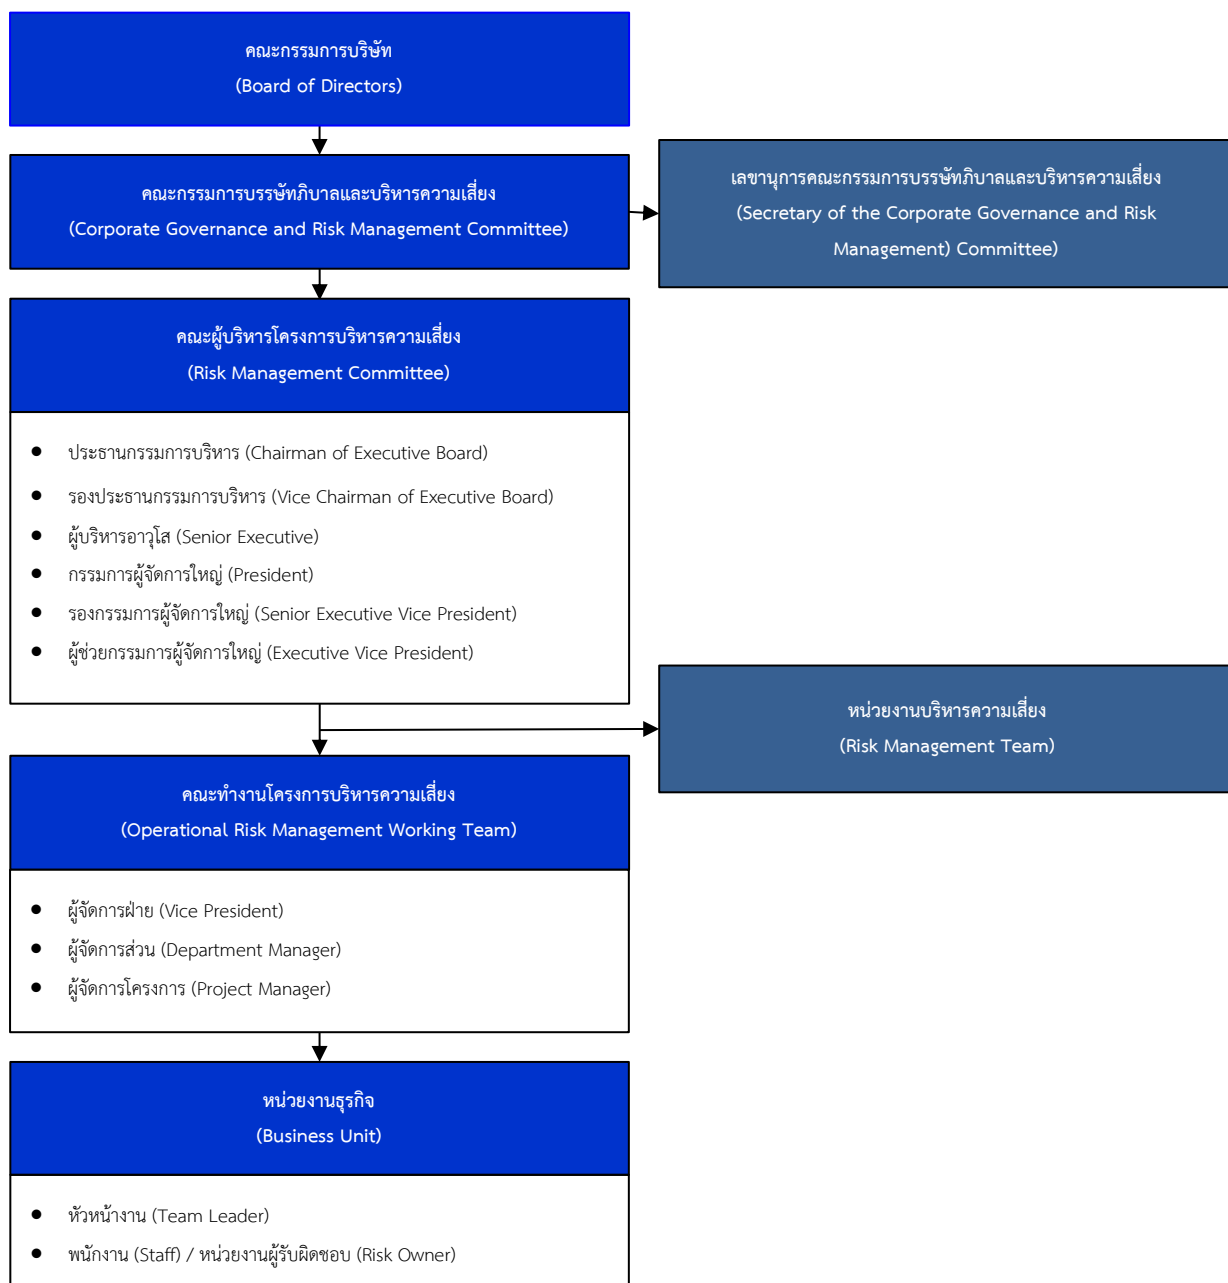 คณะกรรมการบริษัท
(Board of Directors)
คณะกรรมการบรรษัทภิบาลและบริหารความเสี่ยง
(Corporate Governance and Risk Management Committee)
เลขานุการคณะกรรมการบรรษัทภิบาลและบริหารความเสี่ยง
(Secretary of the Corporate Governance and Risk
Management) Committee)
คณะผู้บริหารโครงการบริหารความเสี่ยง
(Risk Management Committee)
• ประธานกรรมการบริหาร (Chairman of Executive Board)
• รองประธานกรรมการบริหาร (Vice Chairman of Executive Board)
• ผู้บริหารอาวุโส (Senior Executive)
• กรรมการผู้จัดการใหญ่ (President)
• รองกรรมการผู้จัดการใหญ่ (Senior Executive Vice President)
• ผู้ช่วยกรรมการผู้จัดการใหญ่ (Executive Vice President)
หน่วยงานบริหารความเสี่ยง
(Risk Management Team)
คณะทำงานโครงการบริหารความเสี่ยง
(Operational Risk Management Working Team)
• ผู้จัดการฝ่าย (Vice President)
• ผู้จัดการส่วน (Department Manager)
• ผู้จัดการโครงการ (Project Manager)
หน่วยงานธุรกิจ
(Business Unit)
• หัวหน้างาน (Team Leader)
• พนักงาน (Staff) / หน่วยงานผู้รับผิดชอบ (Risk Owner)